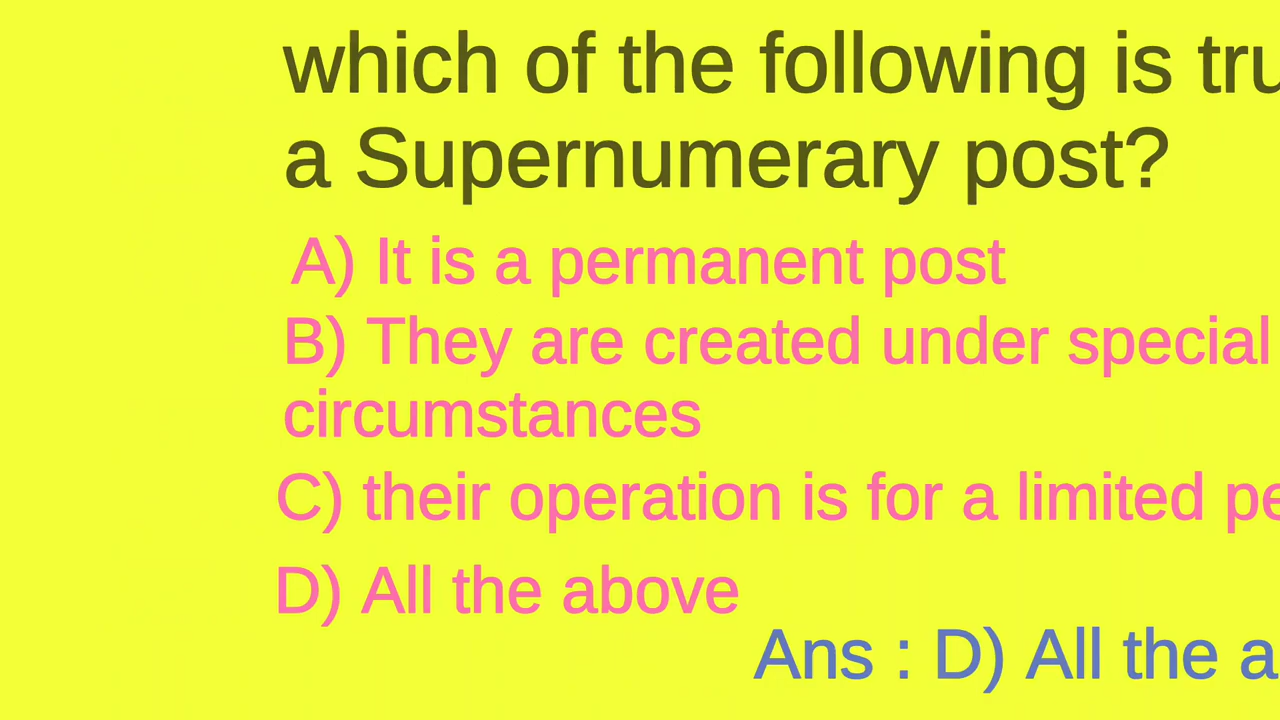 which of the following is tru
a Supernumerary post?
A) It is a permanent post
B) They are created under special
circumstances
C) their operation is for a limited pe
D) All the above
Ans : D) All the a